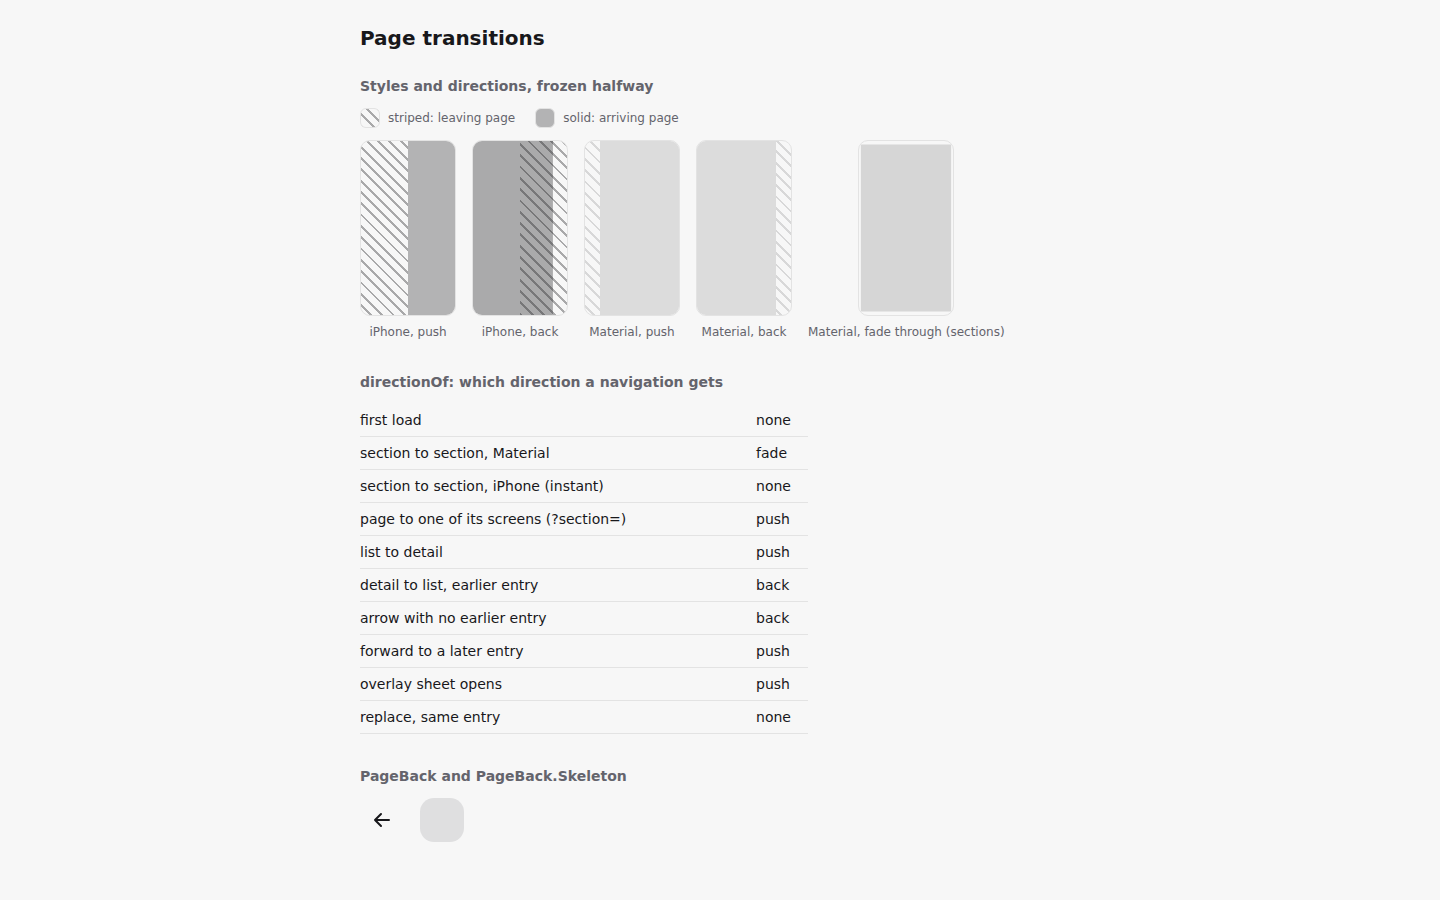 Page transitions
Styles and directions, frozen halfway
striped: leaving page
solid: arriving page
iPhone, push
iPhone, back
Material, push
Material, back
Material, fade through (sections)
directionOf: which direction a navigation gets
first load none
section to section, Material fade
section to section, iPhone (instant) none
page to one of its screens (?section=) push
list to detail push
detail to list, earlier entry back
arrow with no earlier entry back
forward to a later entry push
overlay sheet opens push
replace, same entry none
PageBack and PageBack.Skeleton